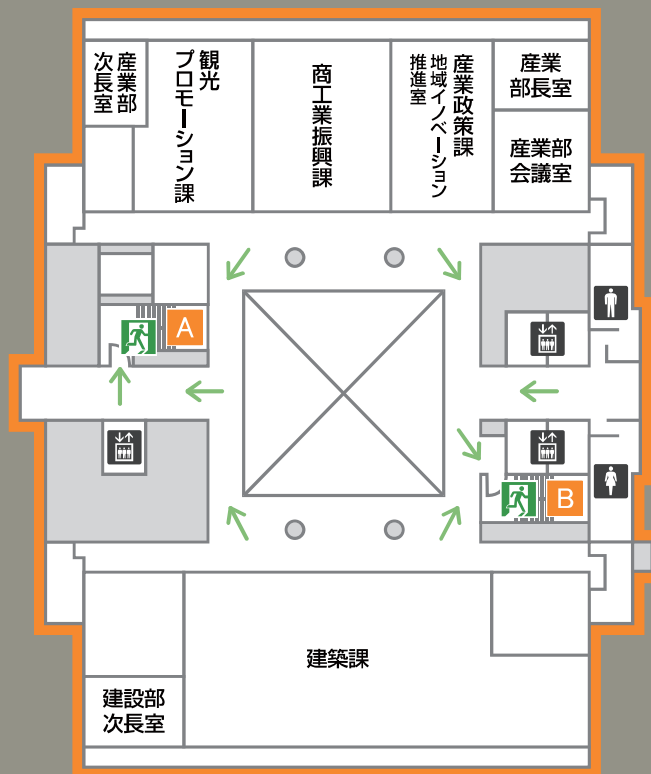 産業部
次長室
観光
プロモーション課
商工業振興課
産業政策課
地域イノベーション
推進室
産業
部長室
産業部
会議室
A
B
建築課
建設部
次長室